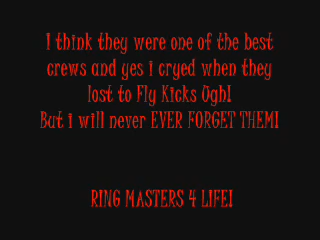 I think they were one of the best
crews and yes i cryed when they
lost to Fly Kicks Ugh!
But i will never EVER FORGET THEM!
RING MASTERS 4 LIFE!